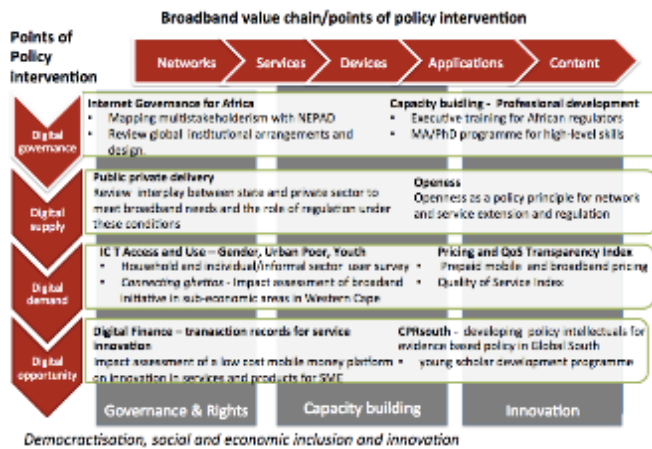 Broadband value chain/points of policy intervention
Points of
Policy
intervention
Networks
Services
Devices
Applications
Content
Digital
governance
Internet Governance for Africa
• Mapping multistakeholderism with NEPAD
• Review global institutional arrangements and
design.
Capacity buidling - Professional development
• Executive training for African regulators
• MA/PhD programme for high-level skills
Digital
supply
Public private delivery
Review interplay between state and private sector to
meet broadband needs and the role of regulation under
these conditions
Openness
Openness as a policy principle for network
and service extension and regulation
Digital
demand
ICT Access and Use – Gender, Urban Poor, Youth
• Household and individual/informal sector user survey
• Connecting ghettos - Impact assessment of broadand
initiative in sub-economic areas in Western Cape
Pricing and QoS Transparency Index
• Prepaid mobile and broadband pricing
• Quality of Service Index
Digital
opportunity
Digital Finance – transaction records for service
innovation
Impact assessment of a low cost mobile money platform
on innovation in services and products for SME
CPRsouth - developing policy intellectuals for
evidence based policy in Global South
• young scholar development programme
Governance & Rights
Capacity building
Innovation
Democractisation, social and economic inclusion and innovation